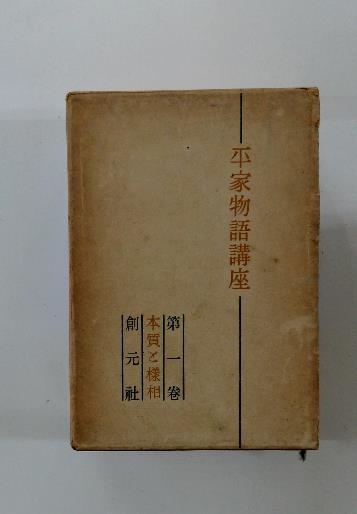 平家物語講座
第一巻
本質と様相
創元社